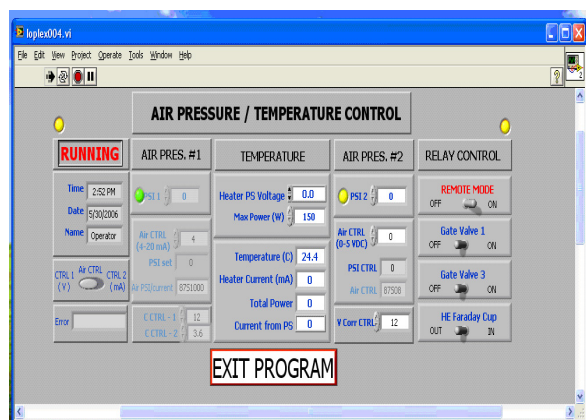 loplex004.vi
File Edit View Project Operate Tools Window Help
2
AIR PRESSURE / TEMPERATURE CONTROL
RUNNING
Time 2:52 PM
Date 5/30/2006
Name Operator
CTRL 1 Air CTRL CTRL 2
(V) (mA)
Error
AIR PRES. #1
PSI 1 0
Air CTRL 4
(4-20 mA)
PSI set 0
Air PSI/current 8751000
C CTRL - 1 12
C CTRL - 2 3.6
TEMPERATURE
Heater PS Voltage 0.0
Max Power (W) 150
Temperature (C) 24.4
Heater Current (mA) 0
Total Power 0
Current from PS 0
AIR PRES. #2
PSI 2 0
Air CTRL 0
(0-5 VDC)
PSI CTRL 0
Air CTRL 87508
V Corr CTRL 12
RELAY CONTROL
REMOTE MODE
OFF ON
Gate Valve 1
OFF ON
Gate Valve 3
OFF ON
HE Faraday Cup
OUT IN
EXIT PROGRAM